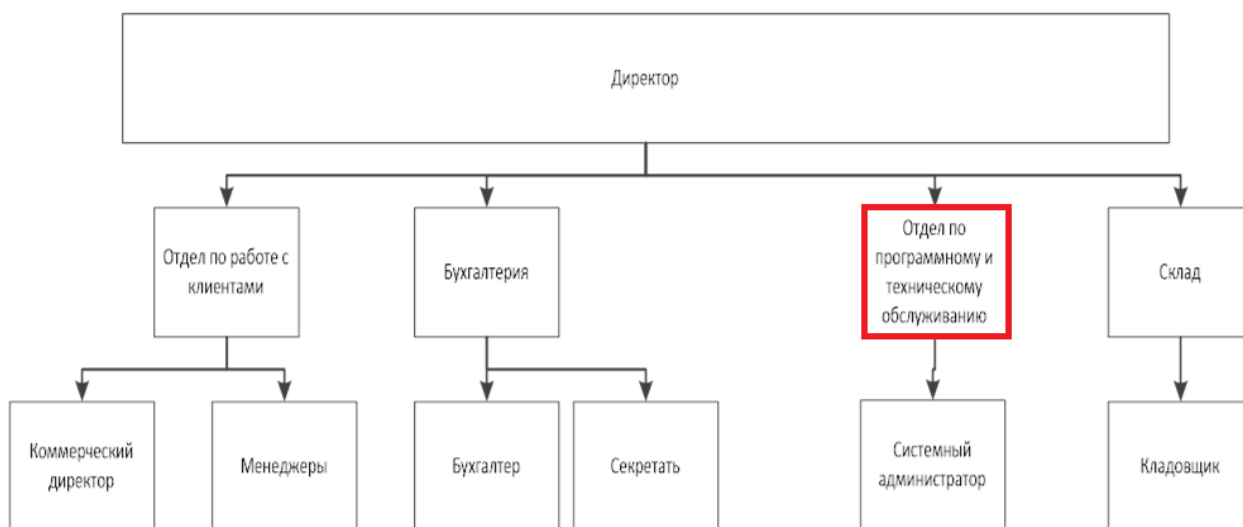 Директор
Отдел по работе с
клиентами
Бухгалтерия
Отдел по
программному и
техническому
обслуживанию
Склад
Коммерческий
директор
Менеджеры
Бухгалтер
Секретать
Системный
администратор
Кладовщик